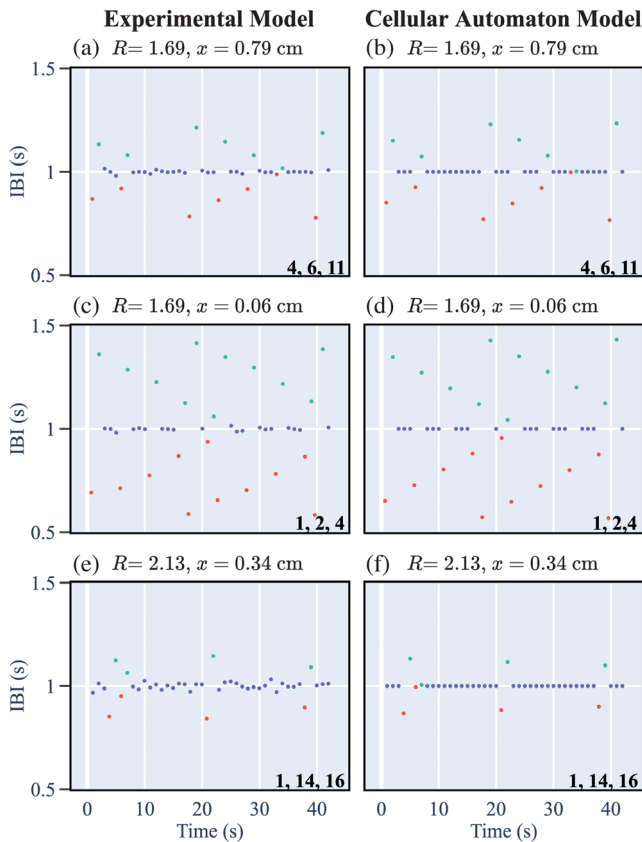 Experimental Model Cellular Automaton Model
(a) R= 1.69, x = 0.79 cm (b) R= 1.69, x = 0.79 cm
1.5
IBI (s)
1
0.5
4, 6, 11 4, 6, 11
(c) R= 1.69, x = 0.06 cm (d) R= 1.69, x = 0.06 cm
1.5
IBI (s)
1
0.5
1, 2, 4 1, 2,4
(e) R= 2.13, x = 0.34 cm (f) R= 2.13, x = 0.34 cm
1.5
IBI (s)
1
0.5
1, 14, 16 1, 14, 16
0 10 20 30 40 0 10 20 30 40
Time (s) Time (s)